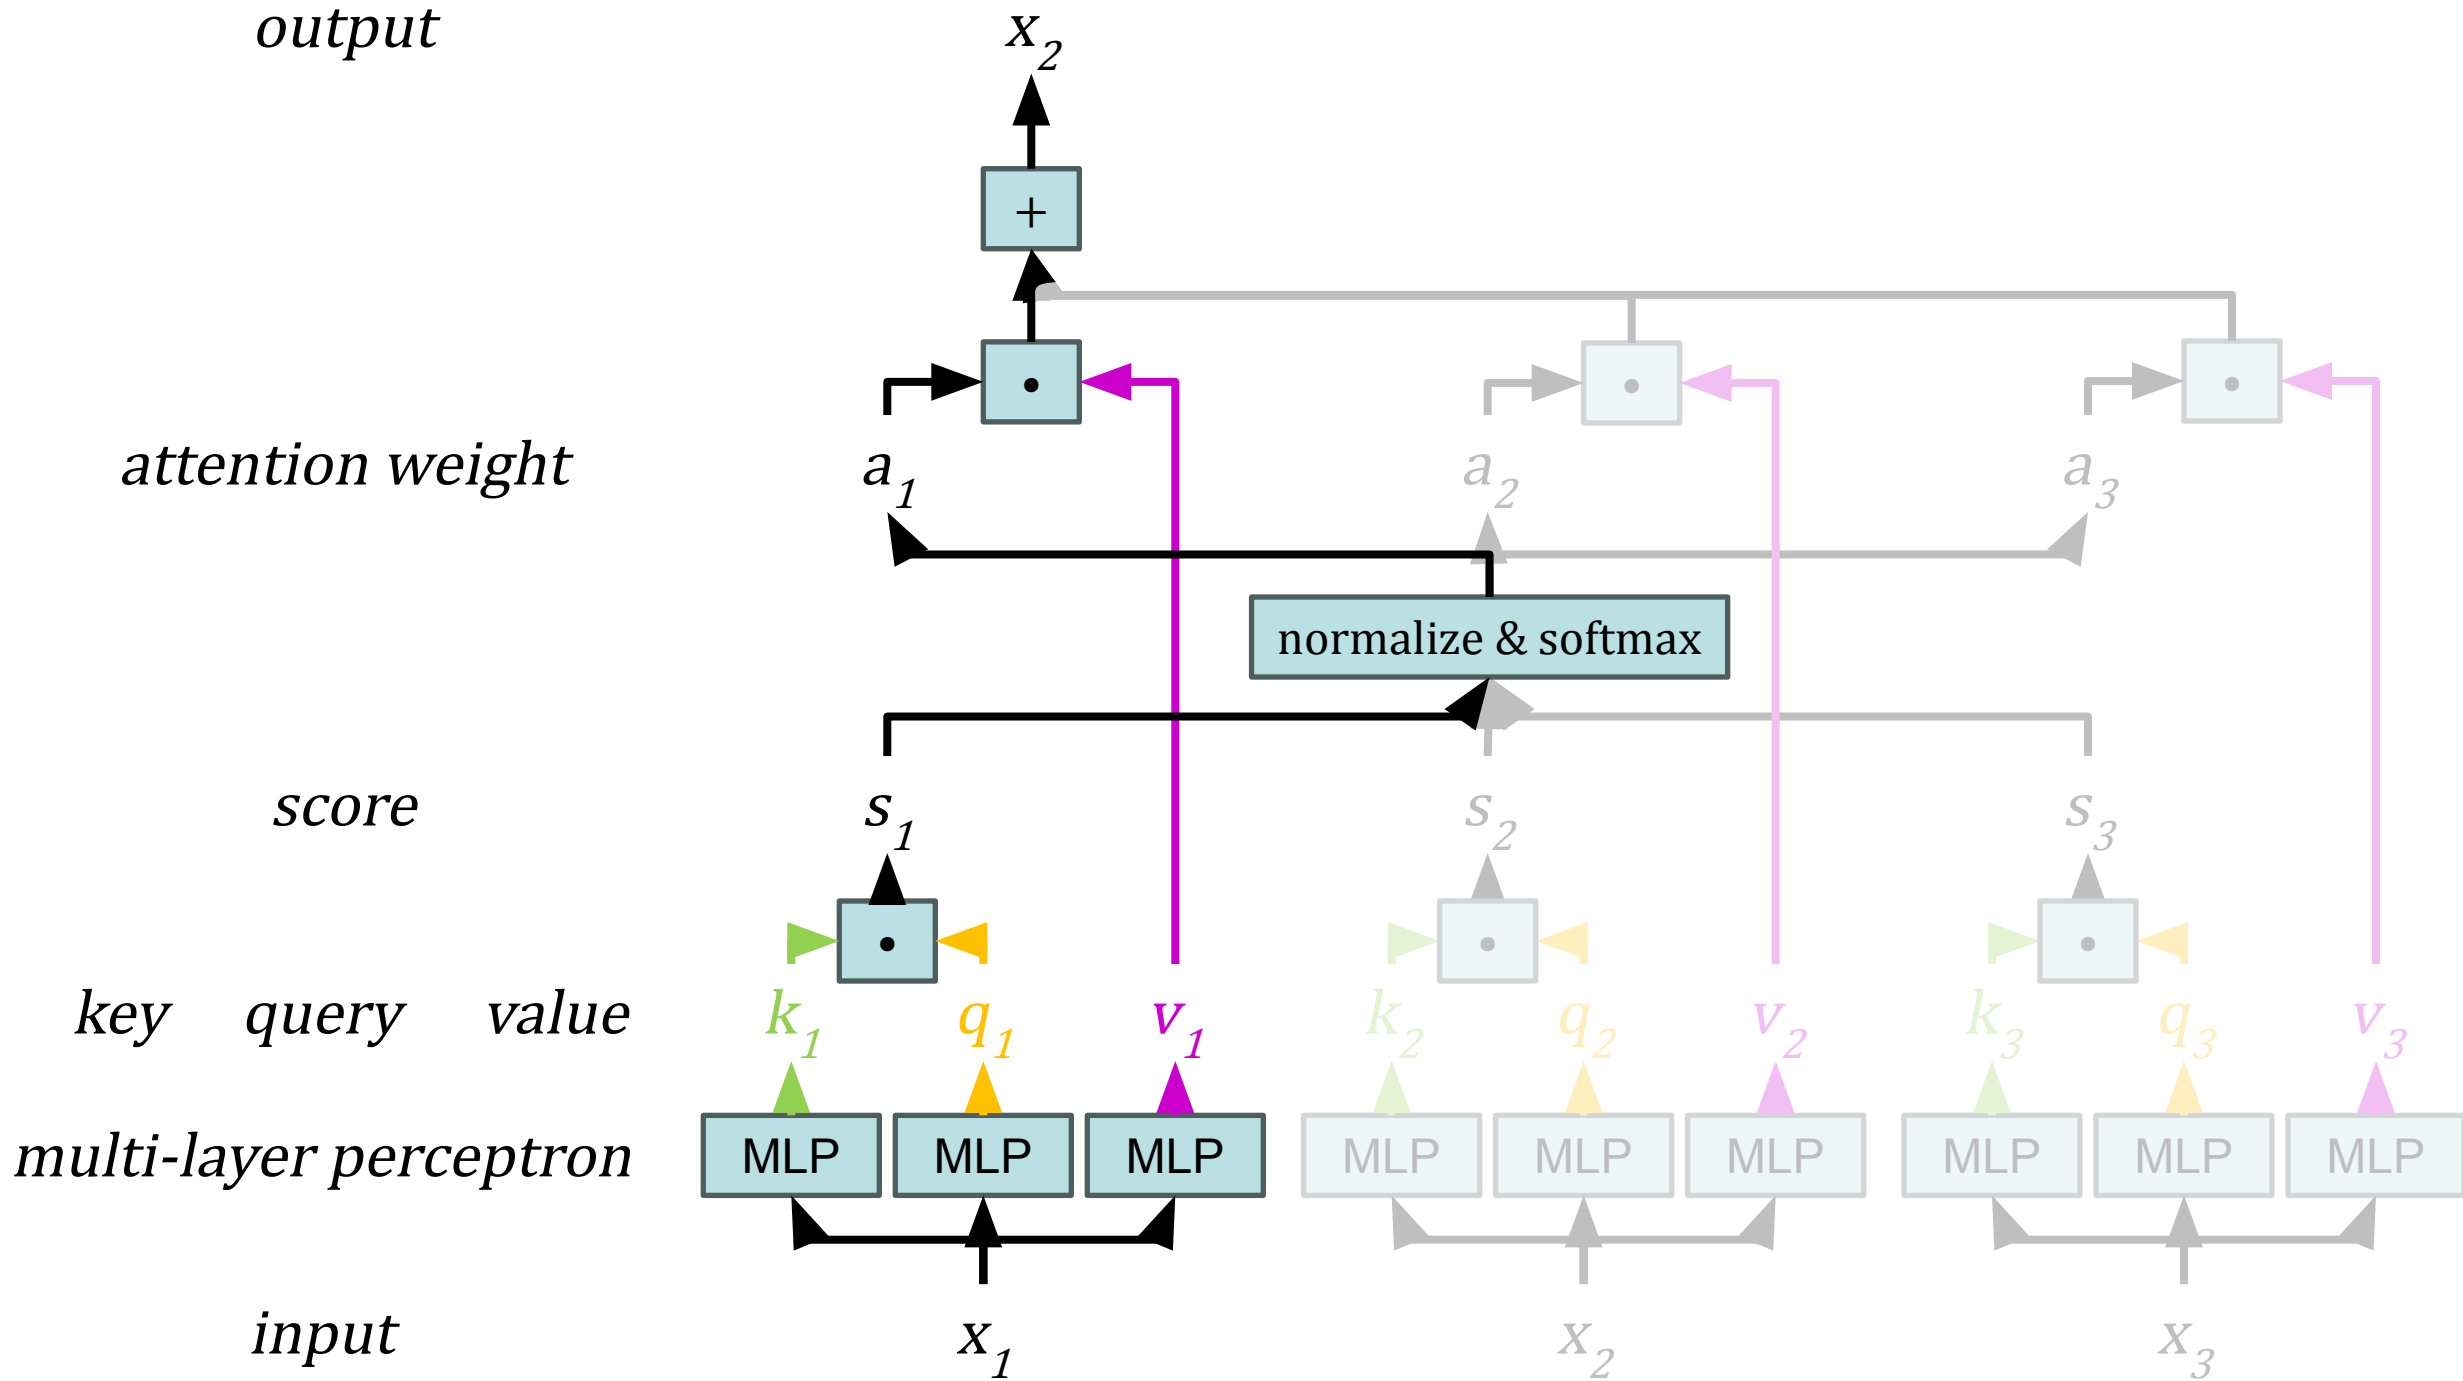 output x₂
+
• • •
attention weight a₁ a₂ a₃
normalize & softmax
score s₁ s₂ s₃
• • •
key query value k₁ q₁ v₁ k₂ q₂ v₂ k₃ q₃ v₃
multi-layer perceptron MLP MLP MLP MLP MLP MLP MLP MLP MLP
input x₁ x₂ x₃